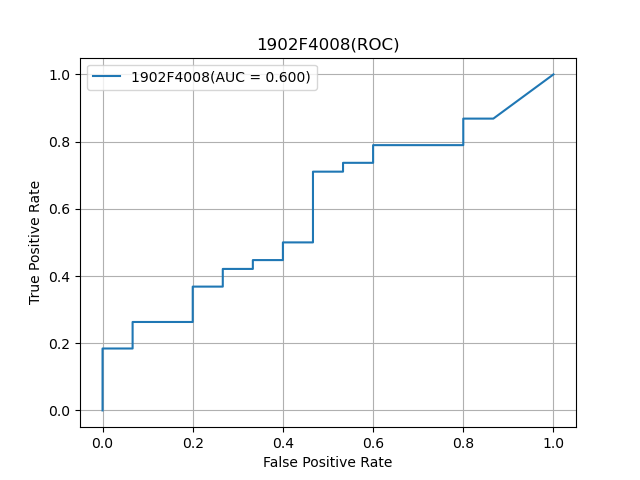 1902F4008(ROC)
1902F4008(AUC = 0.600)
True Positive Rate
1.0
0.8
0.6
0.4
0.2
0.0
0.0 0.2 0.4 0.6 0.8 1.0
False Positive Rate